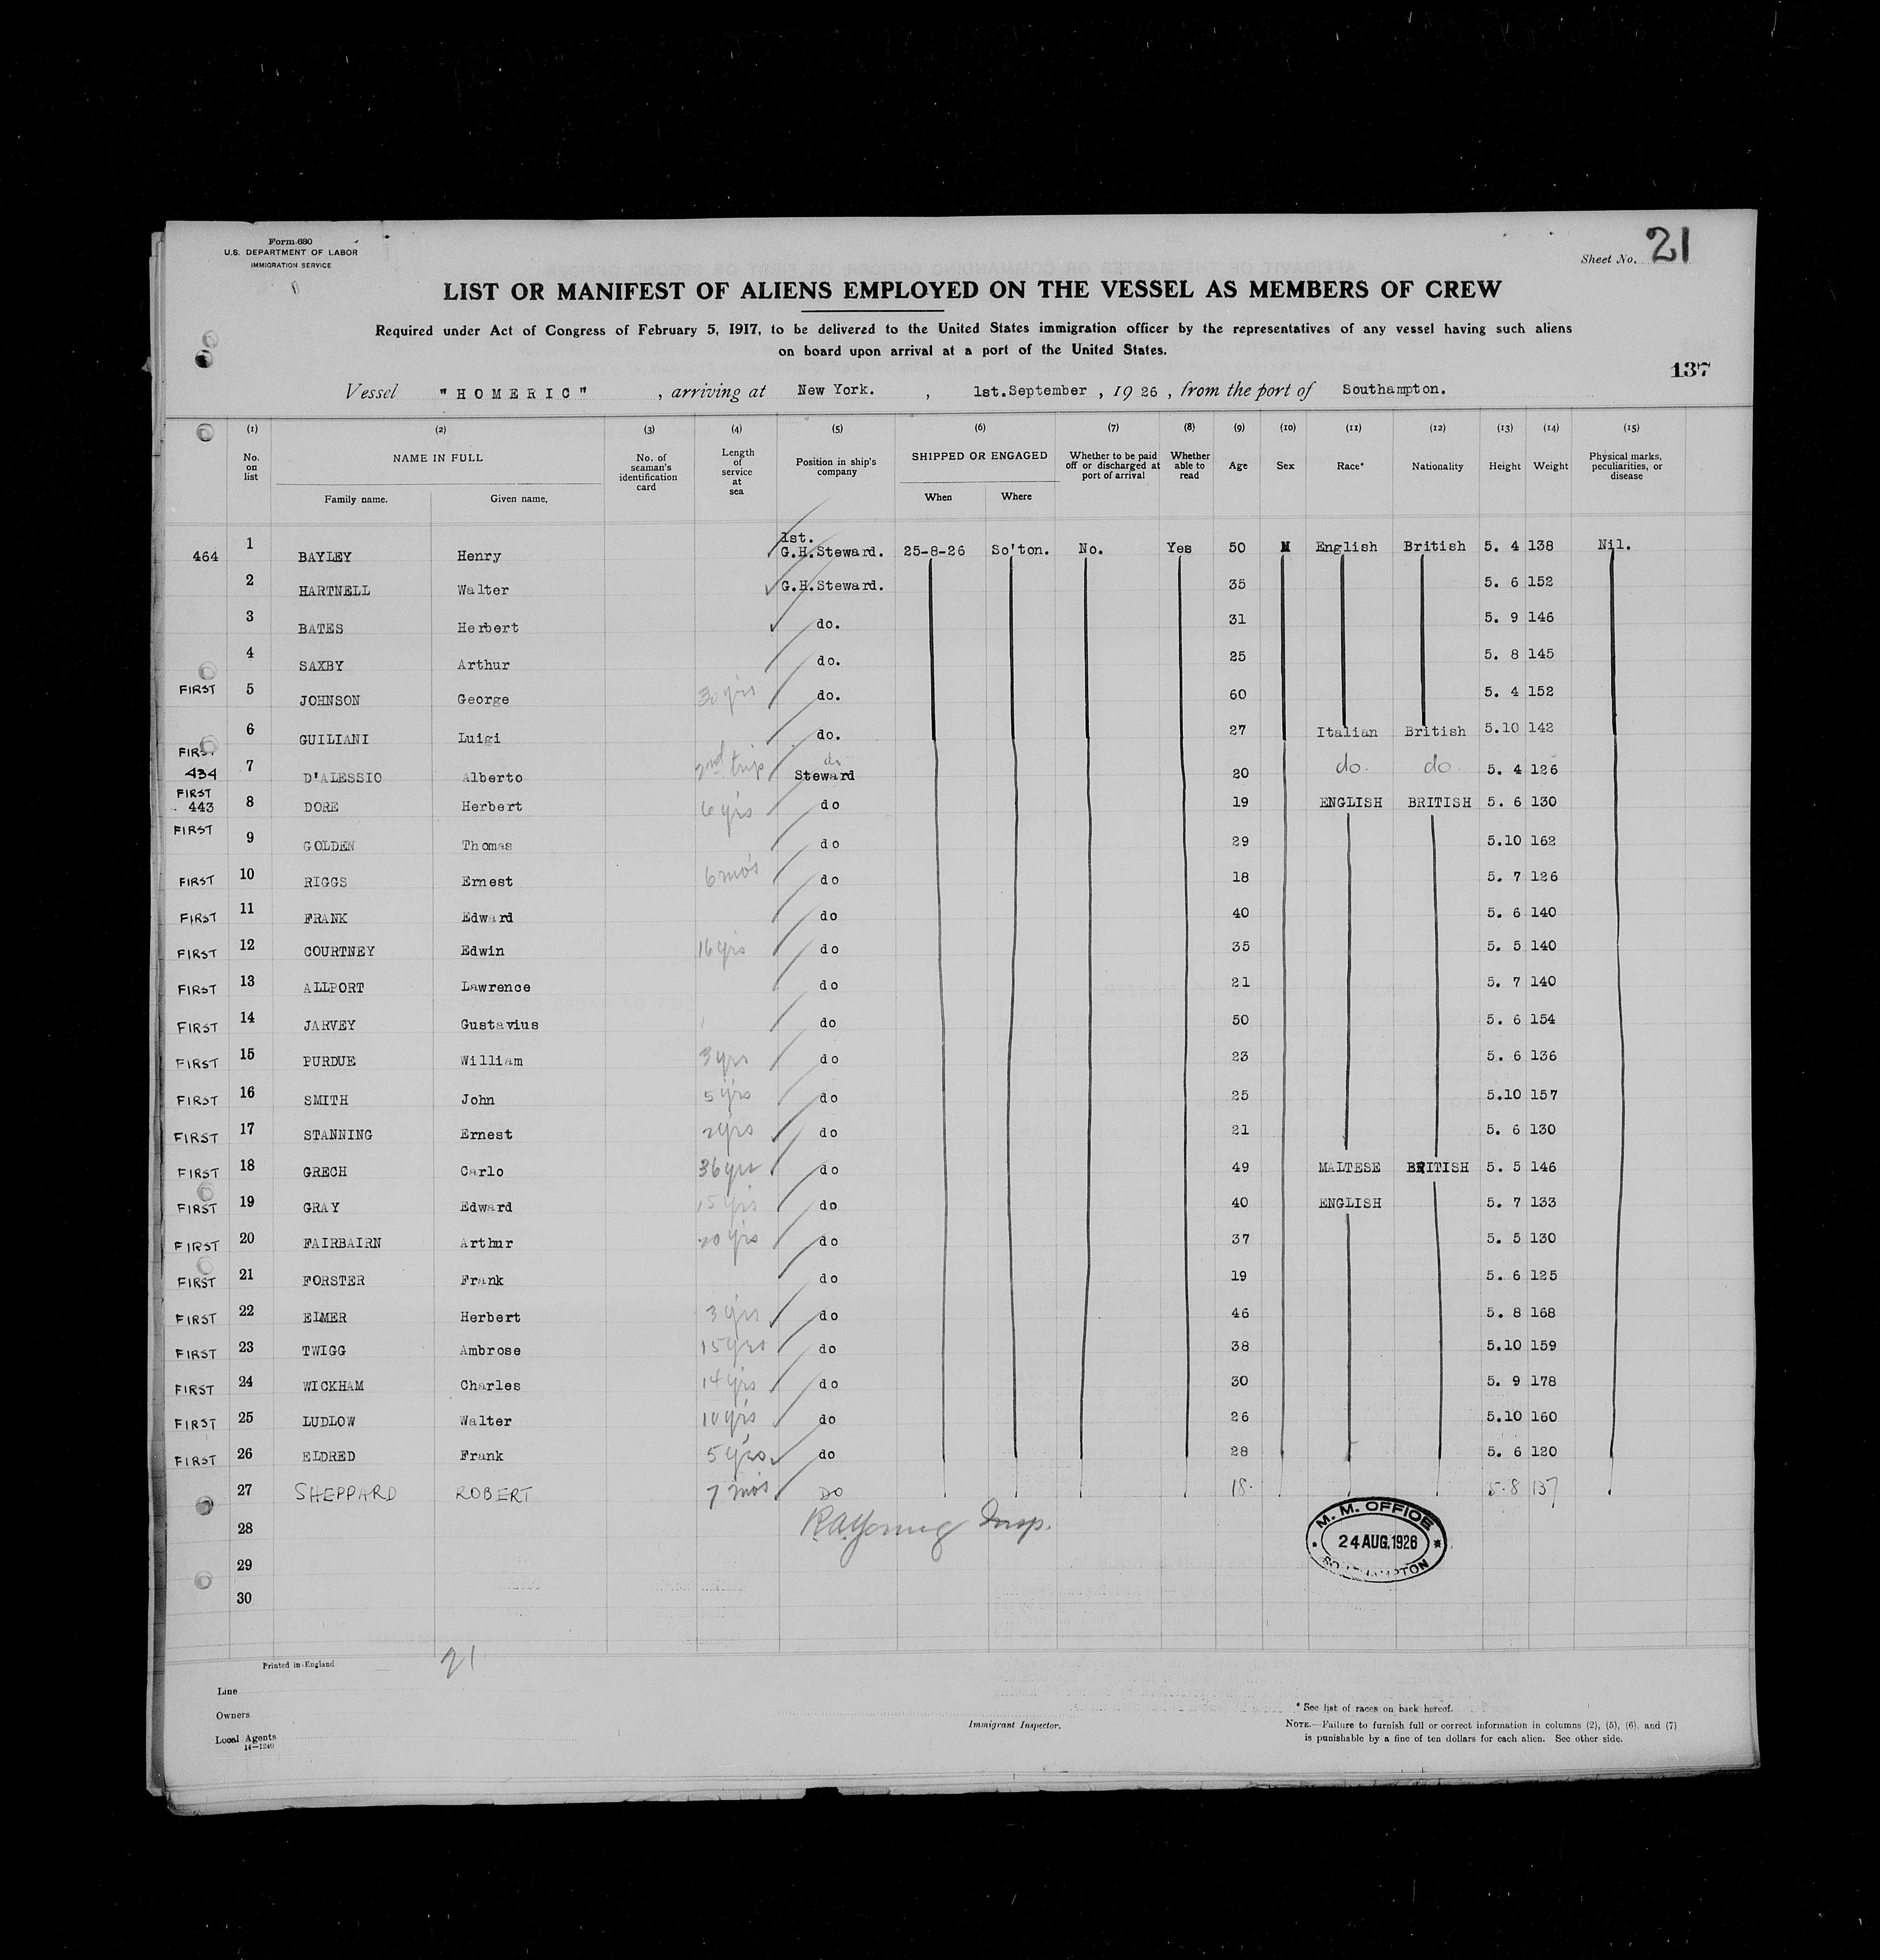 Form 680
U.S. DEPARTMENT OF LABOR
IMMIGRATION SERVICE
Sheet No. 21
LIST OR MANIFEST OF ALIENS EMPLOYED ON THE VESSEL AS MEMBERS OF CREW
Required under Act of Congress of February 5, 1917, to be delivered to the United States immigration officer by the representatives of any vessel having such aliens
on board upon arrival at a port of the United States.
137
Vessel "HOMERIC", arriving at New York. , 1st.September, 1926, from the port of Southampton.
(1) (2) (3) (4) (5) (6) (7) (8) (9) (10) (11) (12) (13) (14) (15)
No. on list NAME IN FULL Family name. Given name. No. of seaman's identification card Length of service at sea Position in ship's company SHIPPED OR ENGAGED When Where Whether to be paid off or discharged at port of arrival Whether able to read Age Sex Race* Nationality Height Weight Physical marks, peculiarities, or disease
464 1 BAYLEY Henry 1st. G.H.Steward. 25-8-26 So'ton. No. Yes 50 M English British 5. 4 138 Nil.
2 HARTNELL Walter G.H.Steward. 35 5. 6 152
3 BATES Herbert do. 31 5. 9 146
4 SAXBY Arthur do. 25 5. 8 145
FIRST 5 JOHNSON George 30 yrs do. 60 5. 4 152
6 GUILIANI Luigi do. 27 Italian British 5.10 142
FIRST 434 7 D'ALESSIO Alberto 2nd trip do Steward 20 do. do. 5. 4 126
FIRST 443 8 DORE Herbert 6 yrs do 19 ENGLISH BRITISH 5. 6 130
FIRST 9 GOLDEN Thomas do 29 5.10 162
FIRST 10 RIGGS Ernest 6 mos do 18 5. 7 126
FIRST 11 FRANK Edward do 40 5. 6 140
FIRST 12 COURTNEY Edwin 16 yrs do 35 5. 5 140
FIRST 13 ALLPORT Lawrence do 21 5. 7 140
FIRST 14 JARVEY Gustavius do 50 5. 6 154
FIRST 15 PURDUE William 3 yrs do 23 5. 6 136
FIRST 16 SMITH John 5 yrs do 25 5.10 157
FIRST 17 STANNING Ernest 2 yrs do 21 5. 6 130
FIRST 18 GRECH Carlo 36 yrs do 49 MALTESE BRITISH 5. 5 146
FIRST 19 GRAY Edward 15 yrs do 40 ENGLISH 5. 7 133
FIRST 20 FAIRBAIRN Arthur 20 yrs do 37 5. 5 130
FIRST 21 FORSTER Frank do 19 5. 6 125
FIRST 22 ELMER Herbert 3 yrs do 46 5. 8 168
FIRST 23 TWIGG Ambrose 15 yrs do 38 5.10 159
FIRST 24 WICKHAM Charles 14 yrs do 30 5. 9 178
FIRST 25 LUDLOW Walter 10 yrs do 26 5.10 160
FIRST 26 ELDRED Frank 5 yrs do 28 5. 6 120
27 SHEPPARD ROBERT 7 mos DO 18. 5.8 137
28 Insp.
M. M. OFFICE
24 AUG.1926
29
30
21
Printed in England
Line
Owners
Local Agents
14—1240
Immigrant Inspector.
* See list of races on back hereof.
NOTE.—Failure to furnish full or correct information in columns (2), (5), (6), and (7)
is punishable by a fine of ten dollars for each alien. See other side.